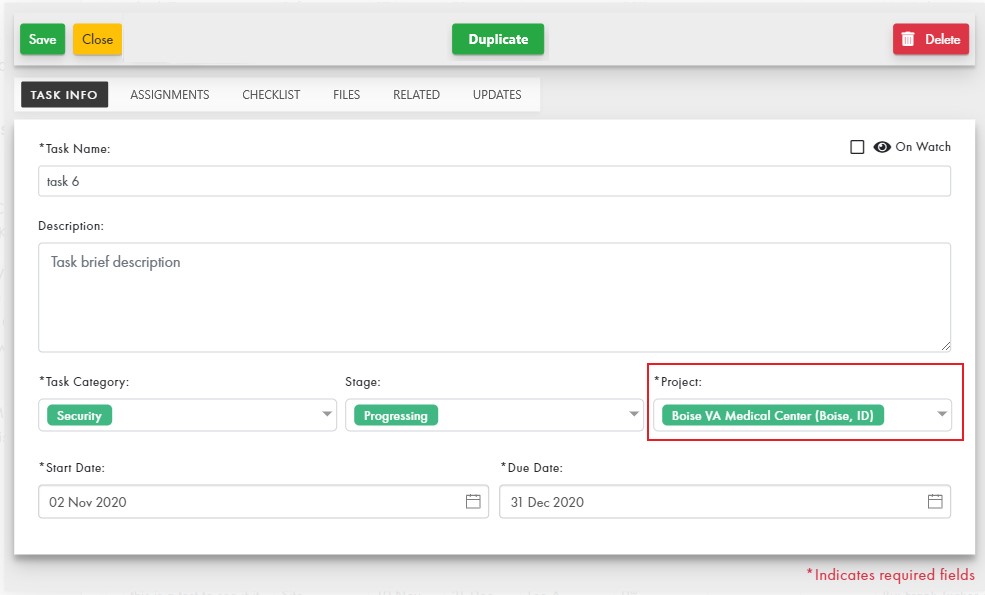 Save Close Duplicate Delete
TASK INFO ASSIGNMENTS CHECKLIST FILES RELATED UPDATES
*Task Name: On Watch
task 6
Description:
Task brief description
*Task Category: Stage: *Project:
Security Progressing Boise VA Medical Center (Boise, ID)
*Start Date: *Due Date:
02 Nov 2020 31 Dec 2020
*Indicates required fields